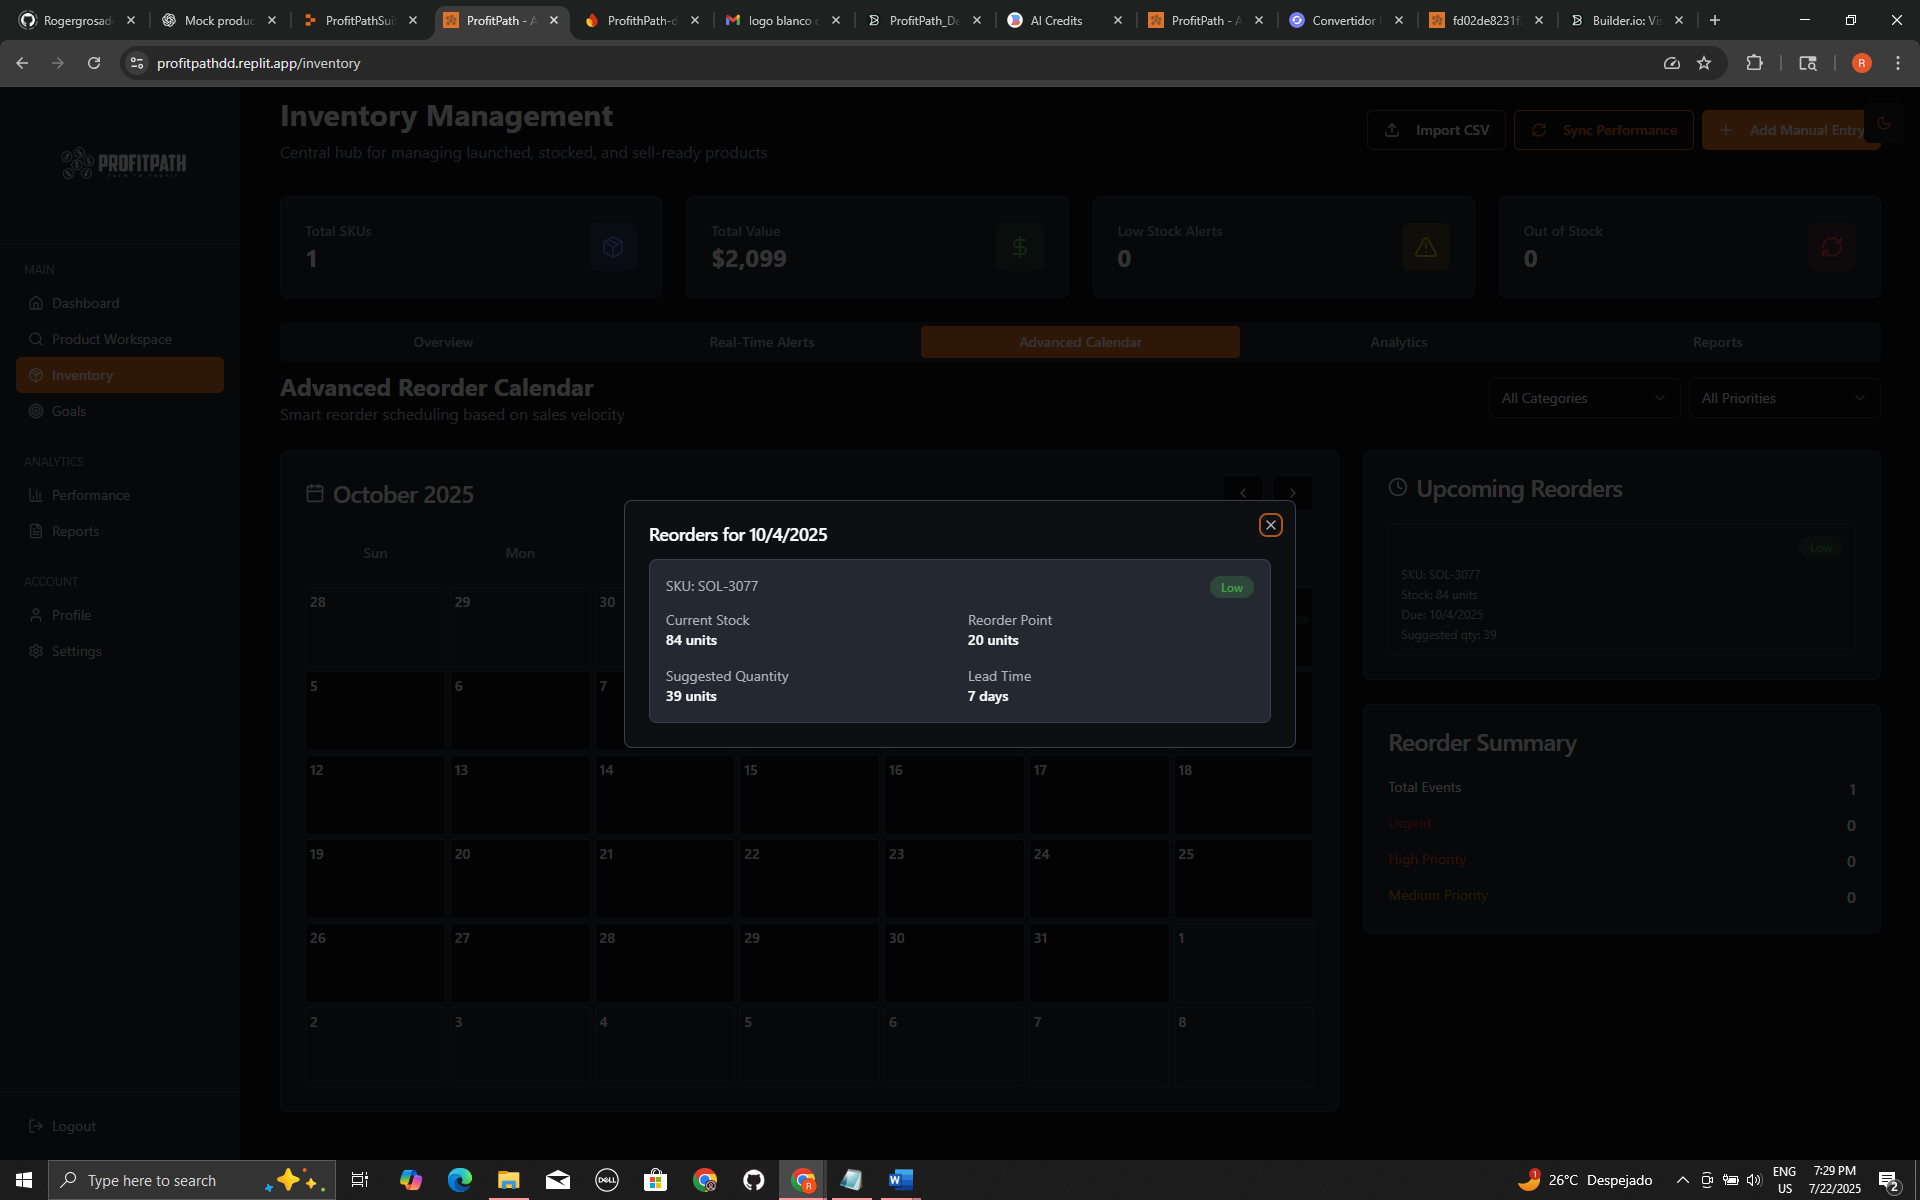 Rogergrosad
Mock produc
ProfitPathSui
ProfitPath - A
ProfithPath-d
logo blanco
ProfitPath_De
AI Credits
ProfitPath - A
Convertidor
fd02de8231f
Builder.io: Vis
profitpathdd.replit.app/inventory
R
PROFITPATH
Inventory Management
Central hub for managing launched, stocked, and sell-ready products
Import CSV
Sync Performance
Add Manual Entry
Total SKUs
1
Total Value
$2,099
Low Stock Alerts
0
Out of Stock
0
MAIN
Dashboard
Product Workspace
Inventory
Goals
ANALYTICS
Performance
Reports
ACCOUNT
Profile
Settings
Logout
Overview
Real-Time Alerts
Advanced Calendar
Analytics
Reports
Advanced Reorder Calendar
Smart reorder scheduling based on sales velocity
All Categories
All Priorities
October 2025
Sun
Mon
28
29
30
5
6
7
12
13
14
15
16
17
18
19
20
21
22
23
24
25
26
27
28
29
30
31
1
2
3
4
5
6
7
8
Reorders for 10/4/2025
SKU: SOL-3077
Low
Current Stock
84 units
Reorder Point
20 units
Suggested Quantity
39 units
Lead Time
7 days
Upcoming Reorders
Low
SKU: SOL-3077
Stock: 84 units
Due: 10/4/2025
Suggested qty: 39
Reorder Summary
Total Events
1
Urgent
0
High Priority
0
Medium Priority
0
Type here to search
DELL
W
1
26°C Despejado
ENG
US
7:29 PM
7/22/2025
2